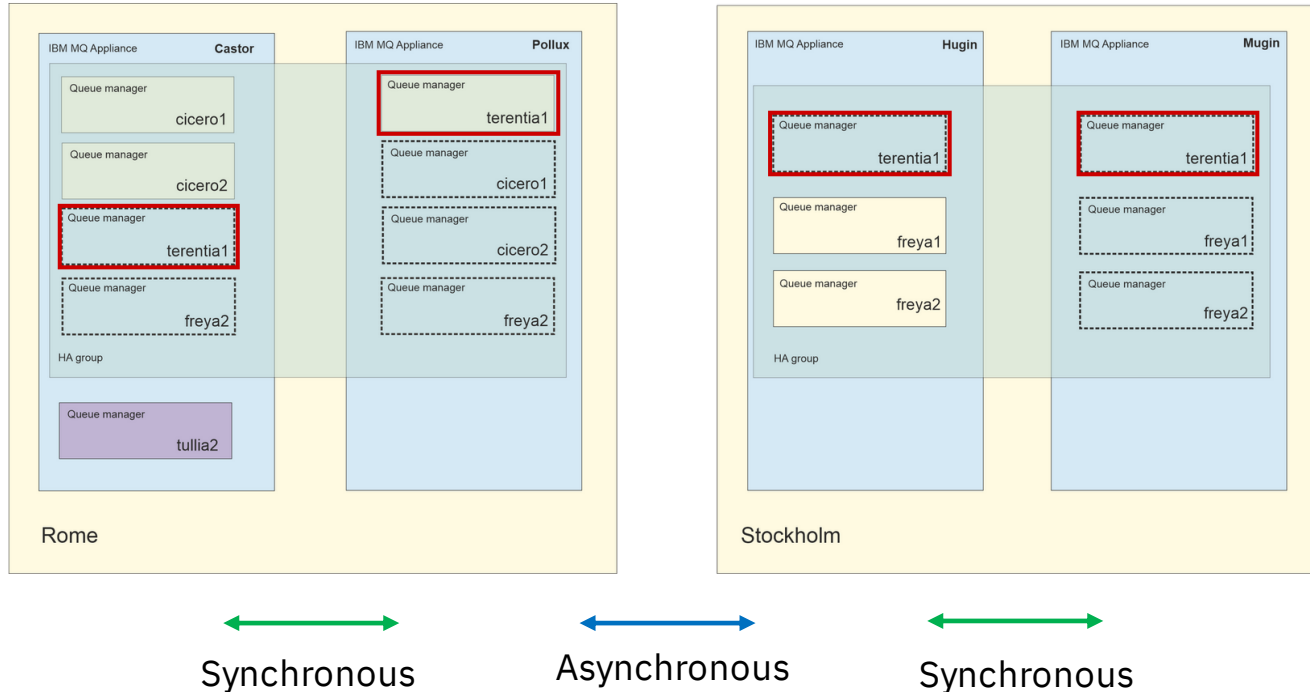 IBM MQ Appliance Castor
Queue manager
cicero1
Queue manager
cicero2
Queue manager
terentia1
Queue manager
freya2
HA group
Queue manager
tullia2
IBM MQ Appliance Pollux
Queue manager
terentia1
Queue manager
cicero1
Queue manager
cicero2
Queue manager
freya2
Rome
IBM MQ Appliance Hugin
Queue manager
terentia1
Queue manager
freya1
Queue manager
freya2
HA group
IBM MQ Appliance Mugin
Queue manager
terentia1
Queue manager
freya1
Queue manager
freya2
Stockholm
Synchronous
Asynchronous
Synchronous